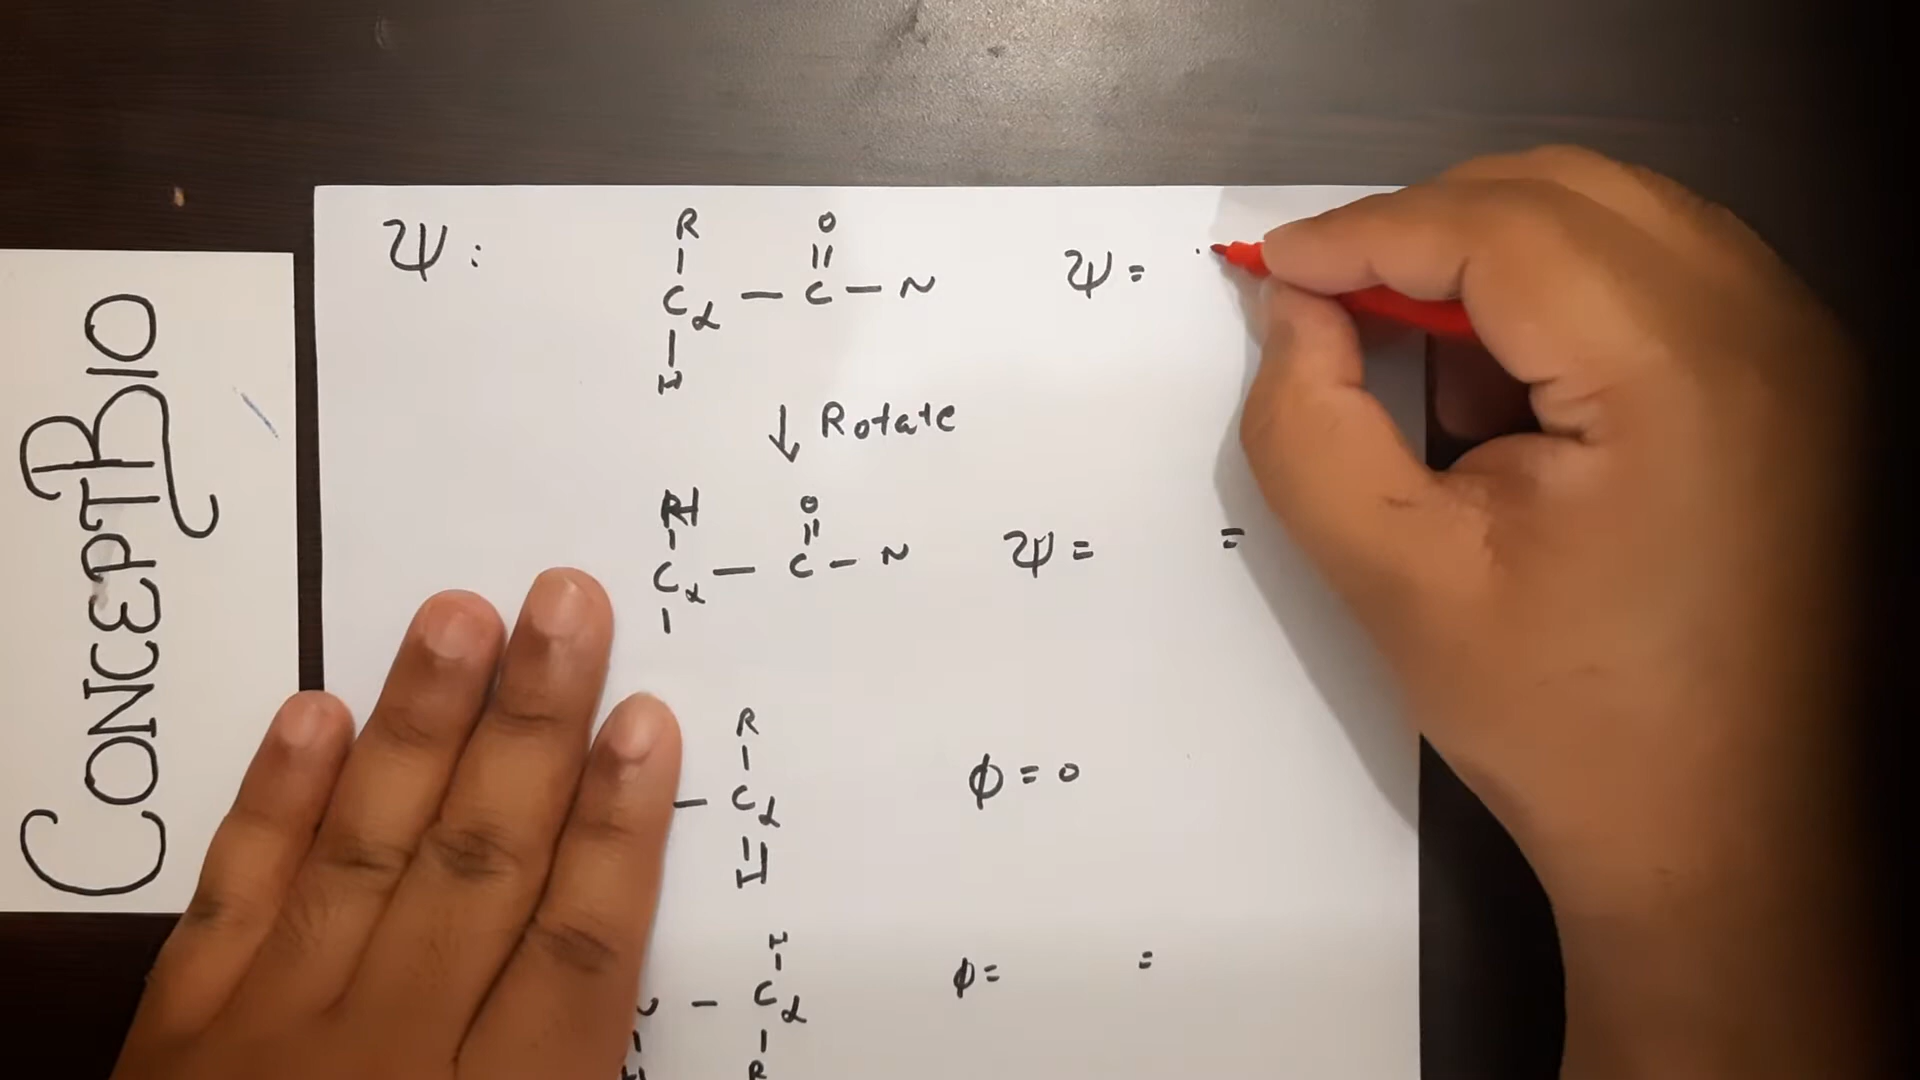 CONCEPTBIO
Ψ :
R O
| ||
Cα — C — N Ψ =
|
H
↓ Rotate
H O
| ||
Cα — C — N Ψ = =
|
R
|
— Cα ϕ = 0
|
H
H
|
— Cα ϕ = =
|
R